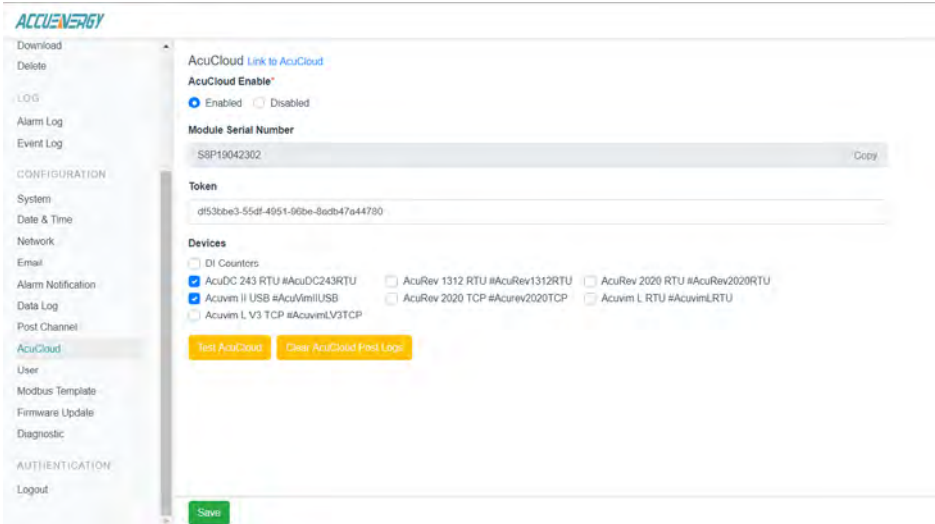 ACCUENERGY
Download
Delete
LOG
Alarm Log
Event Log
CONFIGURATION
System
Date & Time
Network
Email
Alarm Notification
Data Log
Post Channel
AcuCloud
User
Modbus Template
Firmware Update
Diagnostic
AUTHENTICATION
Logout
AcuCloud Link to AcuCloud
AcuCloud Enable*
Enabled Disabled
Module Serial Number
S8P19042302 Copy
Token
df53bbe3-55df-4951-96be-8adb47a44780
Devices
DI Counters
AcuDC 243 RTU #AcuDC243RTU AcuRev 1312 RTU #AcuRev1312RTU AcuRev 2020 RTU #AcuRev2020RTU
Acuvim II USB #AcuVimIIUSB AcuRev 2020 TCP #Acurev2020TCP Acuvim L RTU #AcuvimLRTU
Acuvim L V3 TCP #AcuvimLV3TCP
Test AcuCloud Clear AcuCloud Post Logs
Save